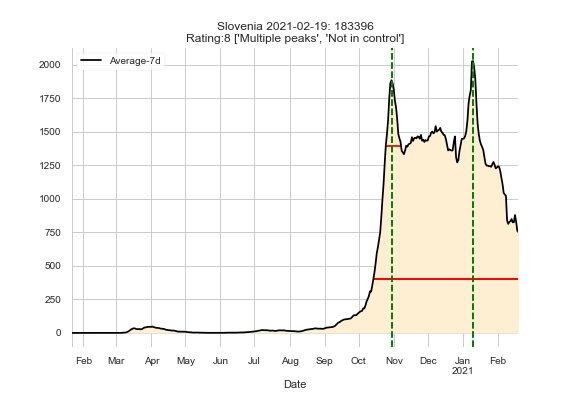 Slovenia 2021-02-19: 183396
Rating:8 ['Multiple peaks', 'Not in control']
Average-7d
2000
1750
1500
1250
1000
750
500
250
0
Feb Mar Apr May Jun Jul Aug Sep Oct Nov Dec Jan Feb
2021
Date